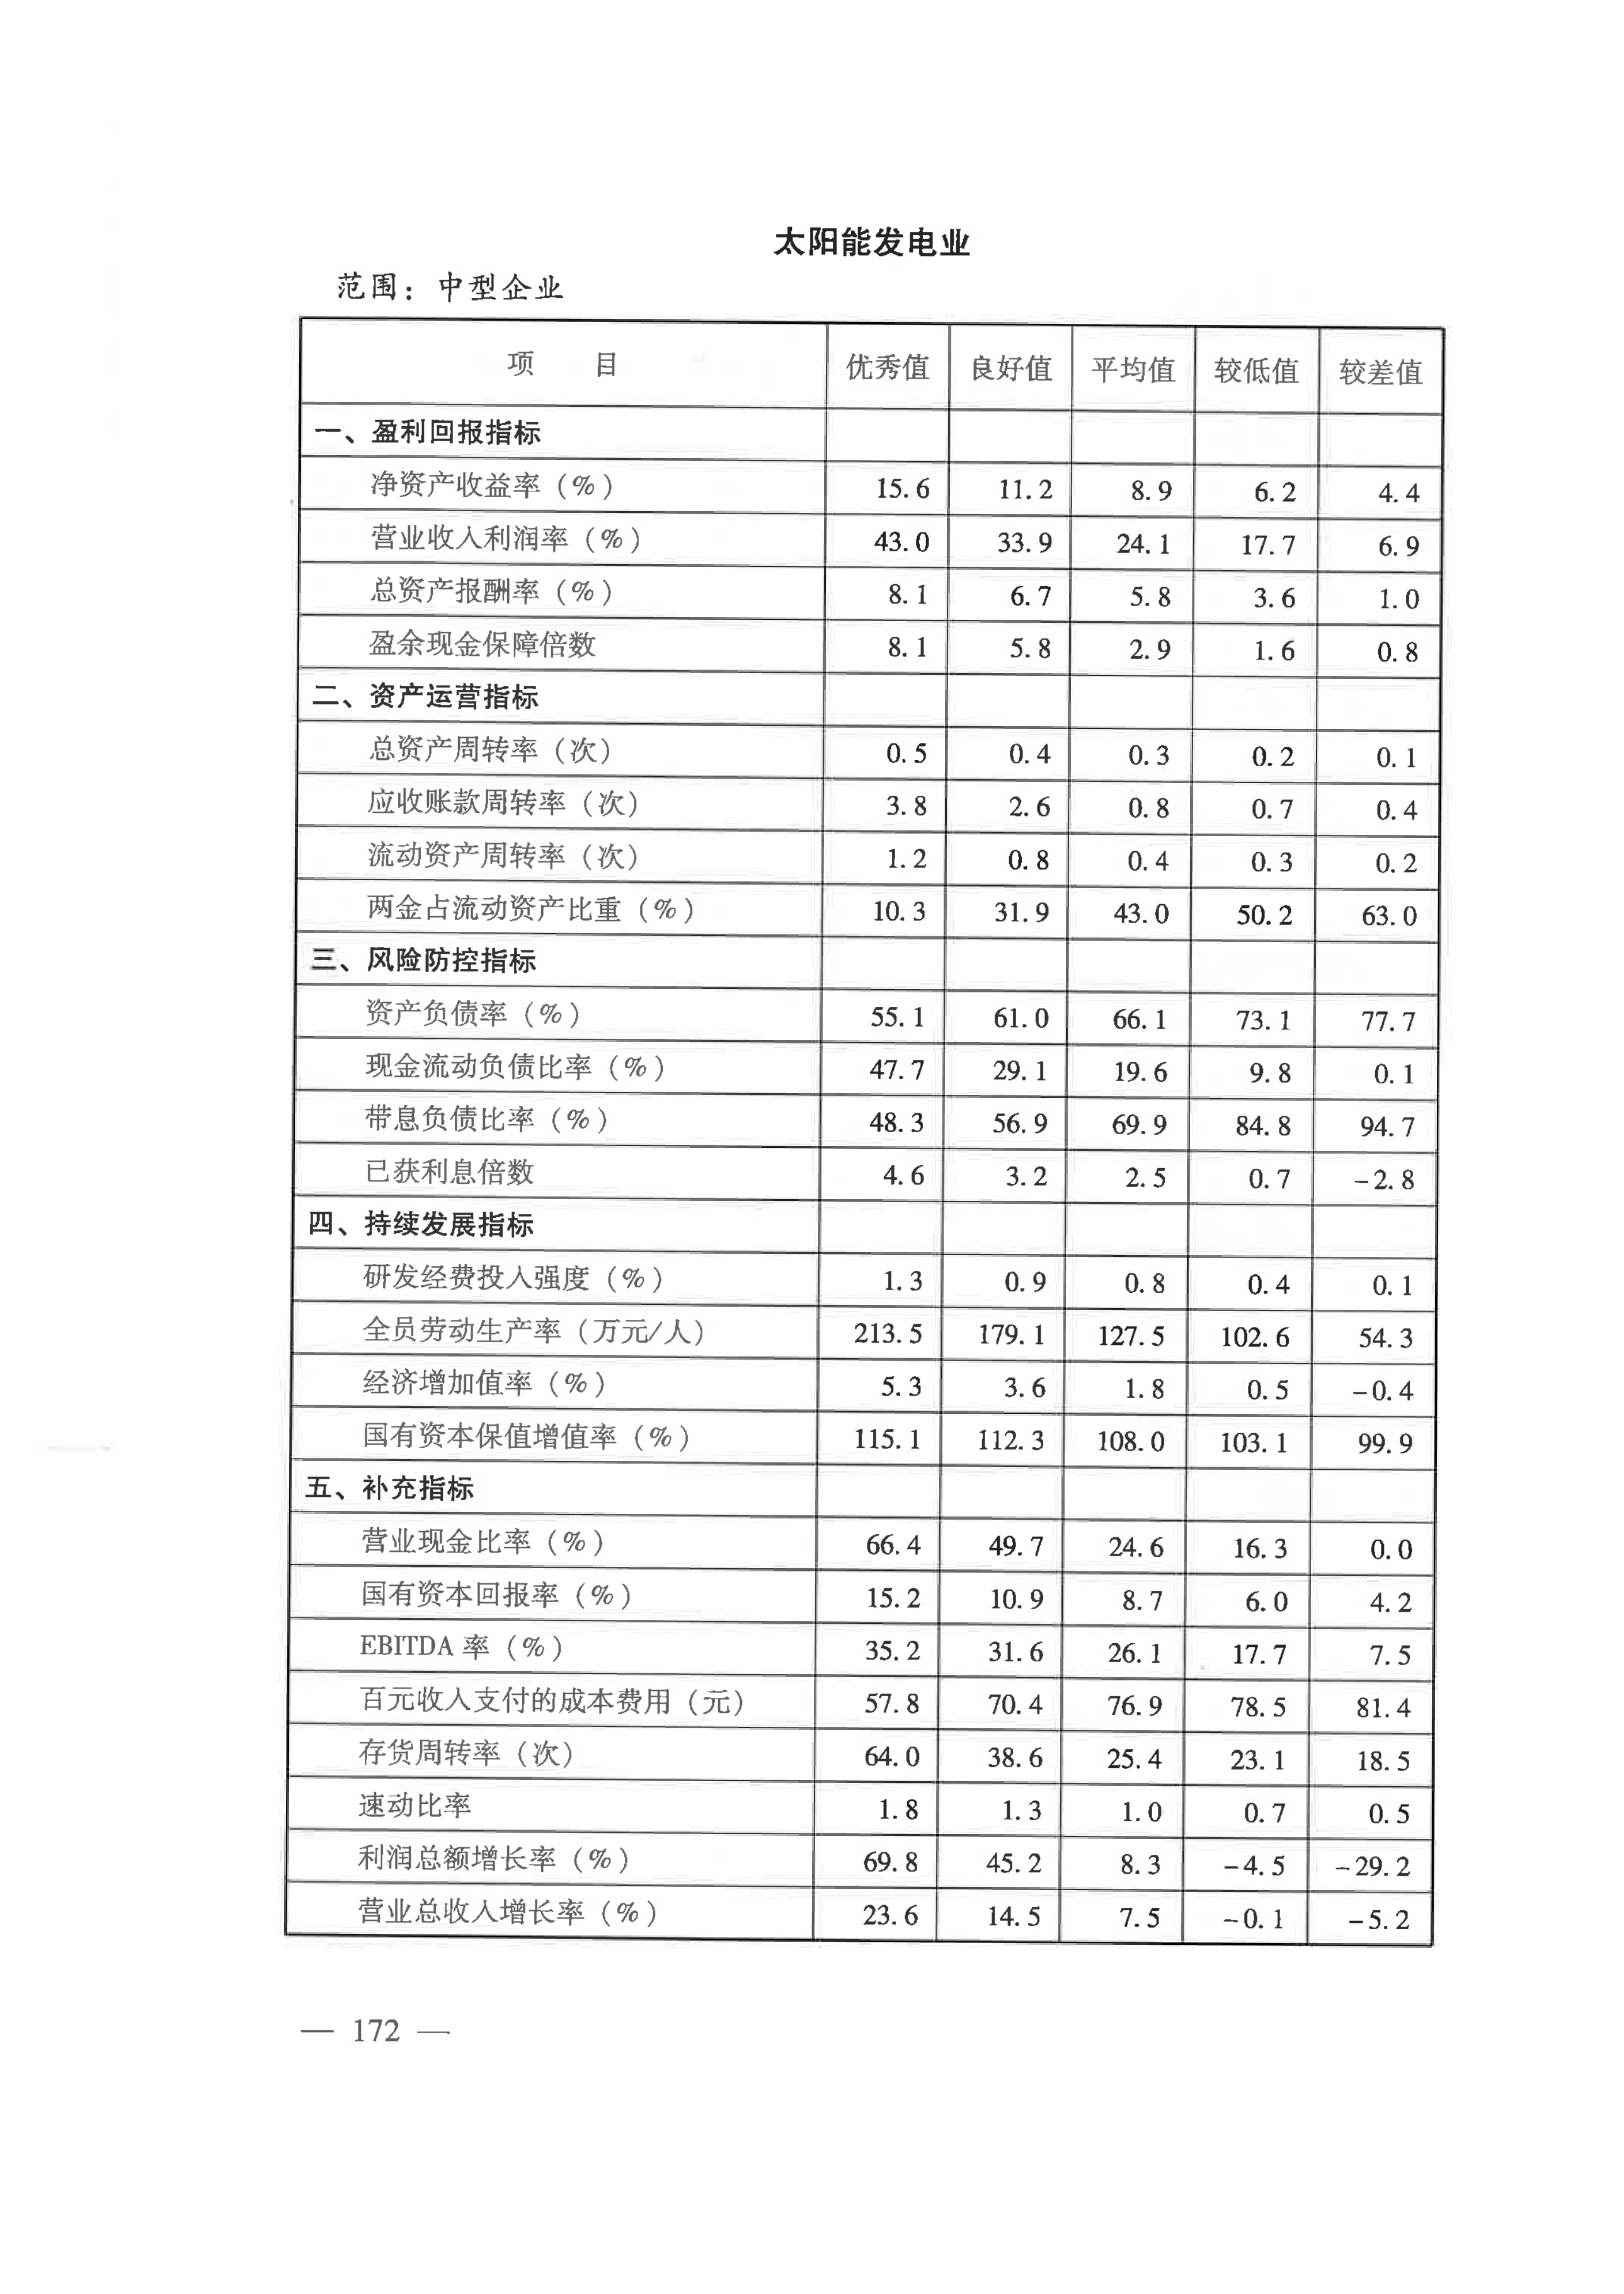 太阳能发电业
范围：中型企业
项 目 优秀值 良好值 平均值 较低值 较差值
一、盈利回报指标
净资产收益率（%） 15.6 11.2 8.9 6.2 4.4
营业收入利润率（%） 43.0 33.9 24.1 17.7 6.9
总资产报酬率（%） 8.1 6.7 5.8 3.6 1.0
盈余现金保障倍数 8.1 5.8 2.9 1.6 0.8
二、资产运营指标
总资产周转率（次） 0.5 0.4 0.3 0.2 0.1
应收账款周转率（次） 3.8 2.6 0.8 0.7 0.4
流动资产周转率（次） 1.2 0.8 0.4 0.3 0.2
两金占流动资产比重（%） 10.3 31.9 43.0 50.2 63.0
三、风险防控指标
资产负债率（%） 55.1 61.0 66.1 73.1 77.7
现金流动负债比率（%） 47.7 29.1 19.6 9.8 0.1
带息负债比率（%） 48.3 56.9 69.9 84.8 94.7
已获利息倍数 4.6 3.2 2.5 0.7 -2.8
四、持续发展指标
研发经费投入强度（%） 1.3 0.9 0.8 0.4 0.1
全员劳动生产率（万元/人） 213.5 179.1 127.5 102.6 54.3
经济增加值率（%） 5.3 3.6 1.8 0.5 -0.4
国有资本保值增值率（%） 115.1 112.3 108.0 103.1 99.9
五、补充指标
营业现金比率（%） 66.4 49.7 24.6 16.3 0.0
国有资本回报率（%） 15.2 10.9 8.7 6.0 4.2
EBITDA 率（%） 35.2 31.6 26.1 17.7 7.5
百元收入支付的成本费用（元） 57.8 70.4 76.9 78.5 81.4
存货周转率（次） 64.0 38.6 25.4 23.1 18.5
速动比率 1.8 1.3 1.0 0.7 0.5
利润总额增长率（%） 69.8 45.2 8.3 -4.5 -29.2
营业总收入增长率（%） 23.6 14.5 7.5 -0.1 -5.2
— 172 —